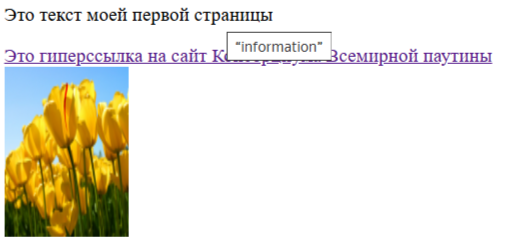 Это текст моей первой страницы
"information"
Это гиперссылка на сайт Всемирной паутины